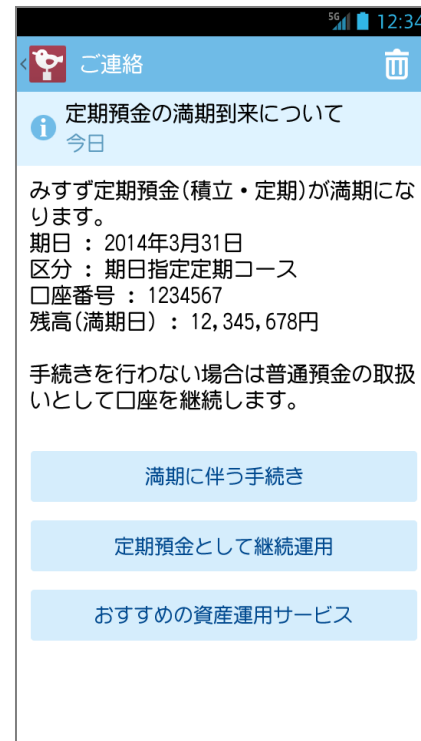 5G 12:34
ご連絡
定期預金の満期到来について
今日
みすず定期預金(積立・定期)が満期にな
ります。
期日 : 2014年3月31日
区分 : 期日指定定期コース
口座番号 : 1234567
残高(満期日) : 12,345,678円
手続きを行わない場合は普通預金の取扱
いとして口座を継続します。
満期に伴う手続き
定期預金として継続運用
おすすめの資産運用サービス